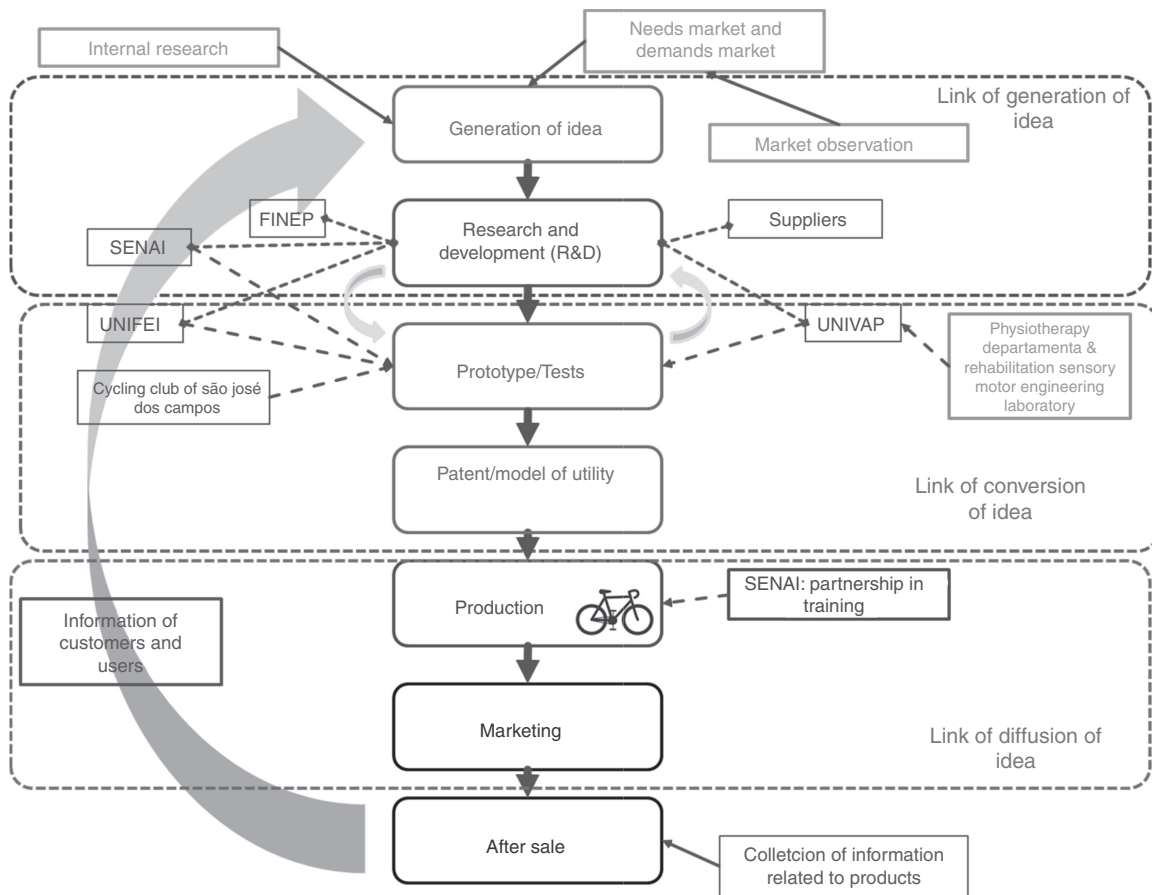 Internal research
Needs market and
demands market
Link of generation of
idea
Generation of idea
Market observation
FINEP
SENAI
Research and
development (R&D)
Suppliers
UNIFEI
UNIVAP
Prototype/Tests
Physiotherapy
departamenta &
rehabilitation sensory
motor engineering
laboratory
Cycling club of são josé
dos campos
Patent/model of utility
Link of conversion
of idea
Production
SENAI: partnership in
training
Information of
customers and
users
Marketing
Link of diffusion of
idea
After sale
Colletcion of information
related to products